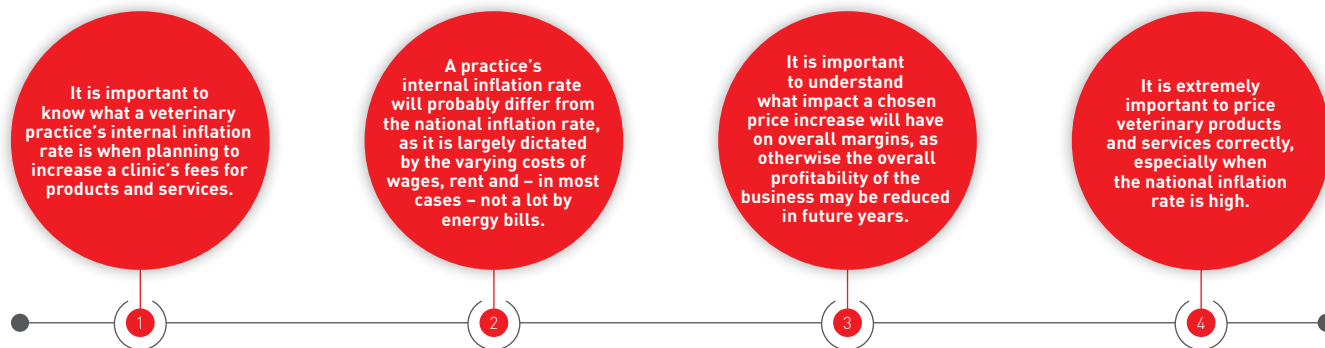 It is important to
know what a veterinary
practice’s internal inflation
rate is when planning to
increase a clinic’s fees for
products and services.
A practice’s
internal inflation rate
will probably differ from
the national inflation rate,
as it is largely dictated
by the varying costs of
wages, rent and – in most
cases – not a lot by
energy bills.
It is important
to understand
what impact a chosen
price increase will have
on overall margins, as
otherwise the overall
profitability of the
business may be reduced
in future years.
It is extremely
important to price
veterinary products
and services correctly,
especially when
the national inflation
rate is high.
1
2
3
4